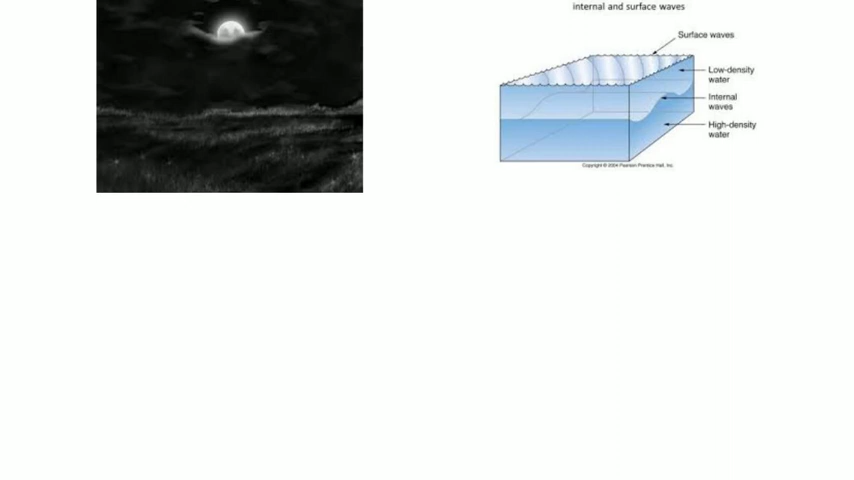 internal and surface waves
Surface waves
Low-density
water
Internal
waves
High-density
water
Copyright © 2004 Pearson Prentice Hall, Inc.